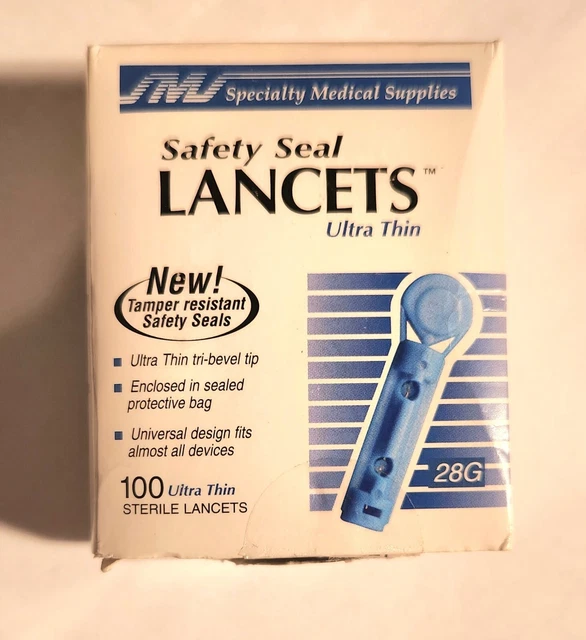 SMS Specialty Medical Supplies
Safety Seal
LANCETS™
Ultra Thin
New!
Tamper resistant
Safety Seals
Ultra Thin tri-bevel tip
Enclosed in sealed
protective bag
Universal design fits
almost all devices
28G
100 Ultra Thin
STERILE LANCETS